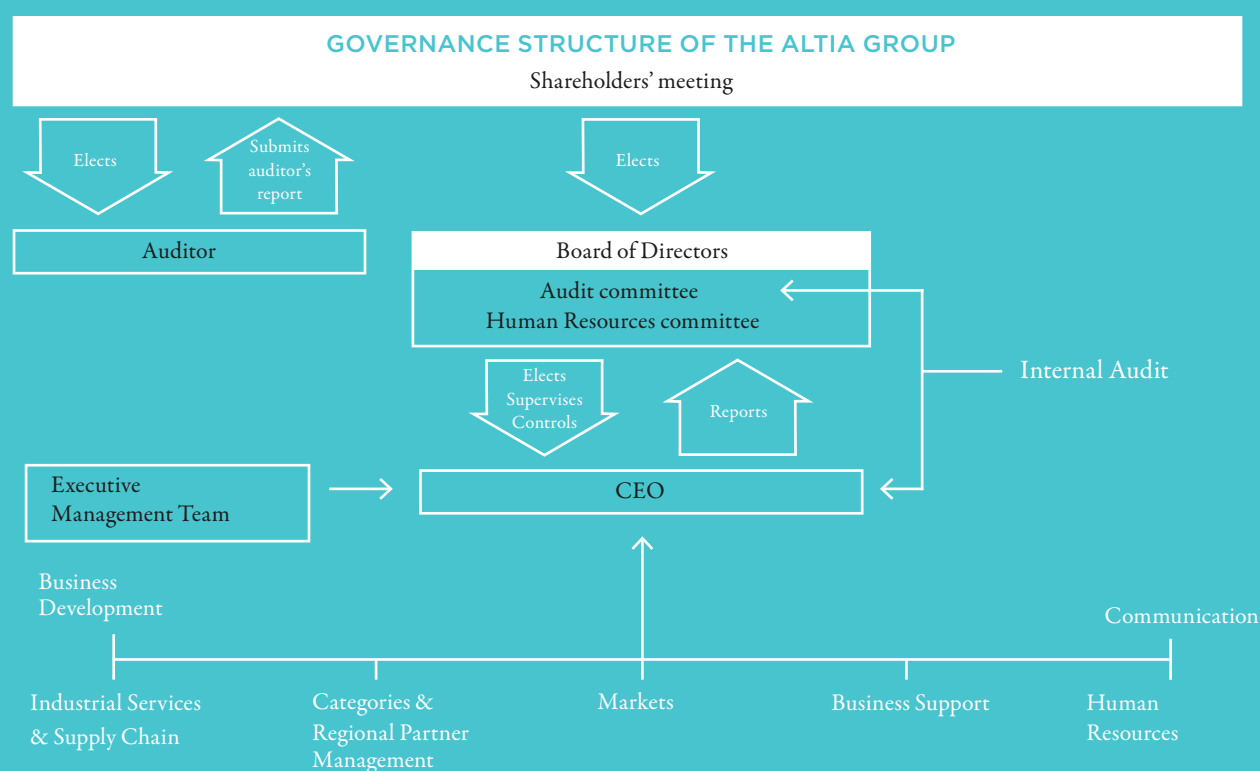 GOVERNANCE STRUCTURE OF THE ALTIA GROUP
Shareholders’ meeting
Elects
Submits
auditor’s
report
Elects
Auditor
Board of Directors
Audit committee
Human Resources committee
Elects
Supervises
Controls
Reports
Internal Audit
Executive
Management Team
CEO
Business
Development
Communication
Industrial Services
& Supply Chain
Categories &
Regional Partner
Management
Markets
Business Support
Human
Resources